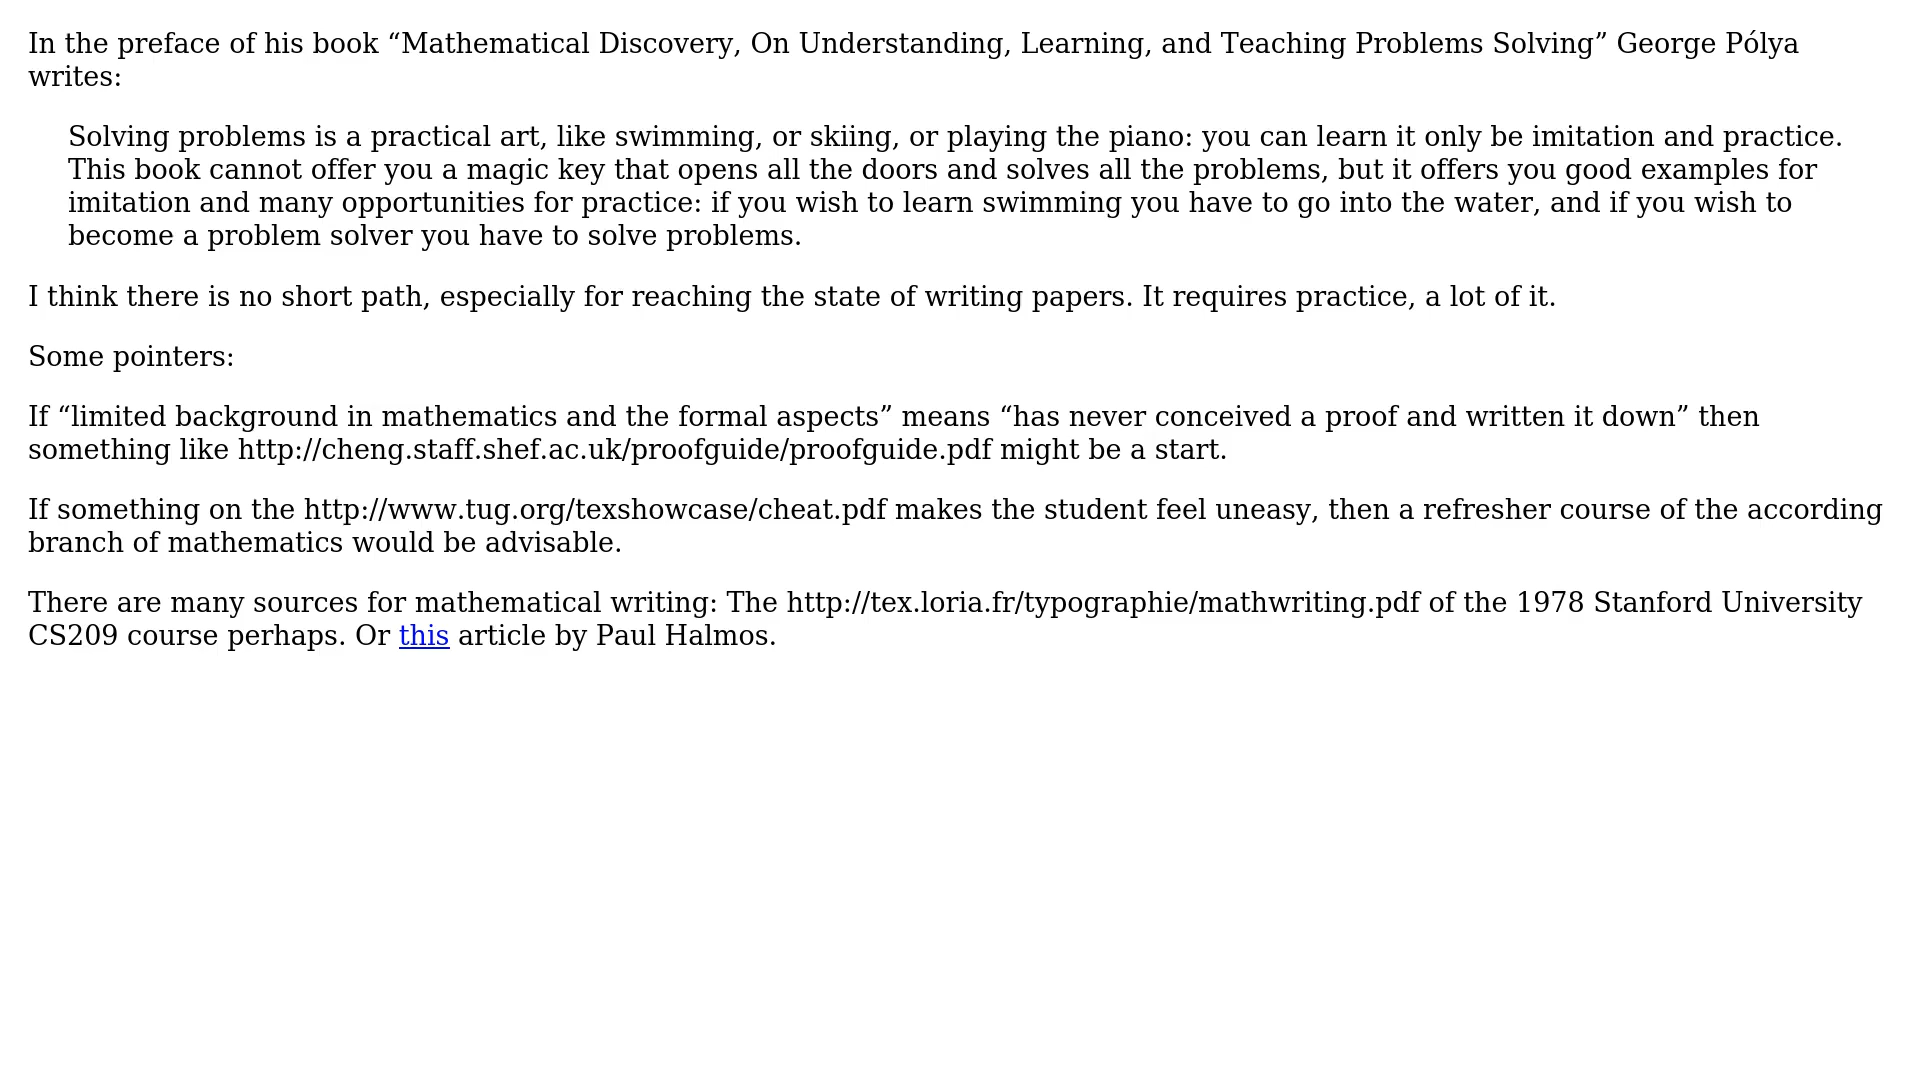 In the preface of his book “Mathematical Discovery, On Understanding, Learning, and Teaching Problems Solving” George Pólya
writes:
Solving problems is a practical art, like swimming, or skiing, or playing the piano: you can learn it only be imitation and practice.
This book cannot offer you a magic key that opens all the doors and solves all the problems, but it offers you good examples for
imitation and many opportunities for practice: if you wish to learn swimming you have to go into the water, and if you wish to
become a problem solver you have to solve problems.
I think there is no short path, especially for reaching the state of writing papers. It requires practice, a lot of it.
Some pointers:
If “limited background in mathematics and the formal aspects” means “has never conceived a proof and written it down” then
something like http://cheng.staff.shef.ac.uk/proofguide/proofguide.pdf might be a start.
If something on the http://www.tug.org/texshowcase/cheat.pdf makes the student feel uneasy, then a refresher course of the according
branch of mathematics would be advisable.
There are many sources for mathematical writing: The http://tex.loria.fr/typographie/mathwriting.pdf of the 1978 Stanford University
CS209 course perhaps. Or this article by Paul Halmos.